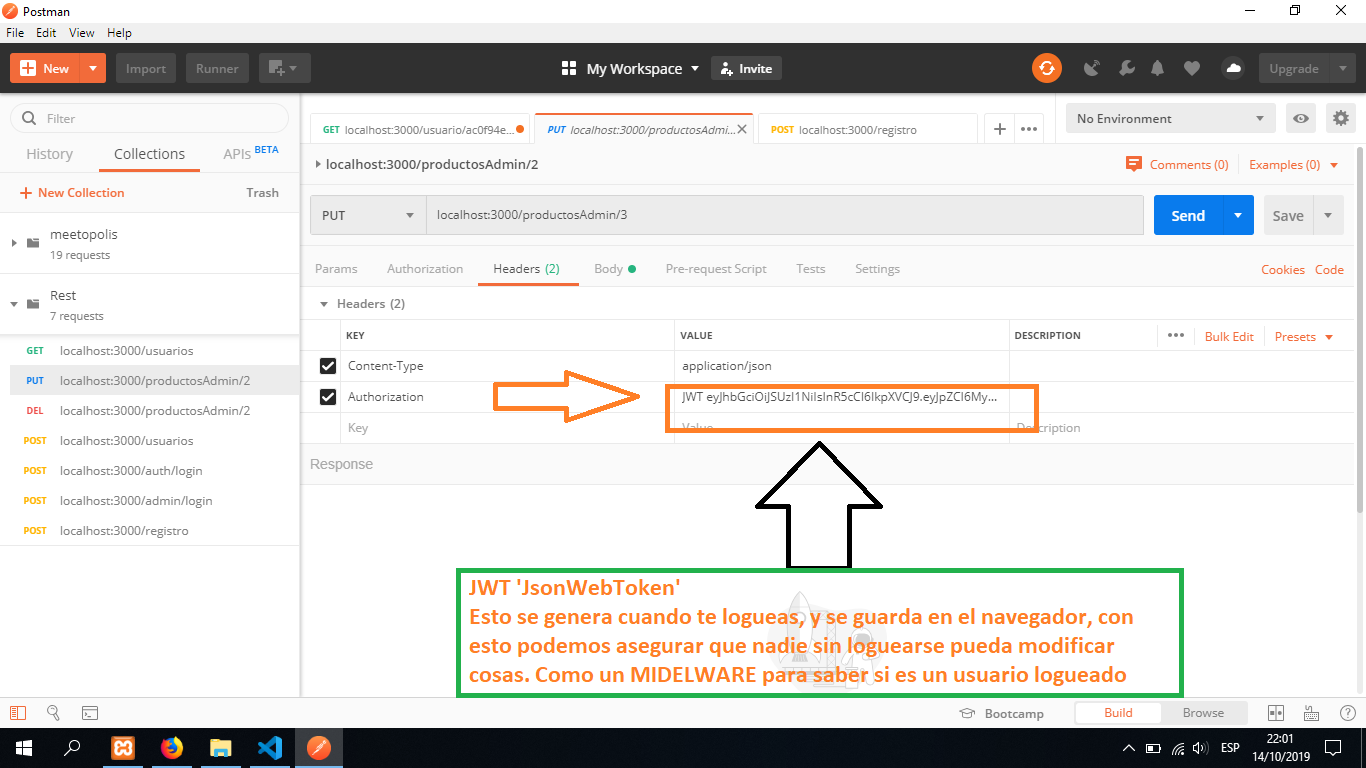 Postman
File Edit View Help
New Import Runner My Workspace Invite Upgrade
Filter
History Collections APIs BETA
New Collection Trash
meetopolis
19 requests
Rest
7 requests
GET localhost:3000/usuarios
PUT localhost:3000/productosAdmin/2
DEL localhost:3000/productosAdmin/2
POST localhost:3000/usuarios
POST localhost:3000/auth/login
POST localhost:3000/admin/login
POST localhost:3000/registro
GET localhost:3000/usuario/ac0f94e... PUT localhost:3000/productosAdmi... POST localhost:3000/registro
No Environment
localhost:3000/productosAdmin/2 Comments (0) Examples (0)
PUT localhost:3000/productosAdmin/3 Send Save
Params Authorization Headers (2) Body Pre-request Script Tests Settings Cookies Code
Headers (2)
KEY VALUE DESCRIPTION Bulk Edit Presets
Content-Type application/json
Authorization JWT eyJhbGciOiJSUzI1NiIsInR5cCI6IkpXVCJ9.eyJpZCI6My...
Key Value Description
Response
JWT 'JsonWebToken'
Esto se genera cuando te logueas, y se guarda en el navegador, con
esto podemos asegurar que nadie sin loguearse pueda modificar
cosas. Como un MIDELWARE para saber si es un usuario logueado
Bootcamp Build Browse
ESP 22:01
14/10/2019